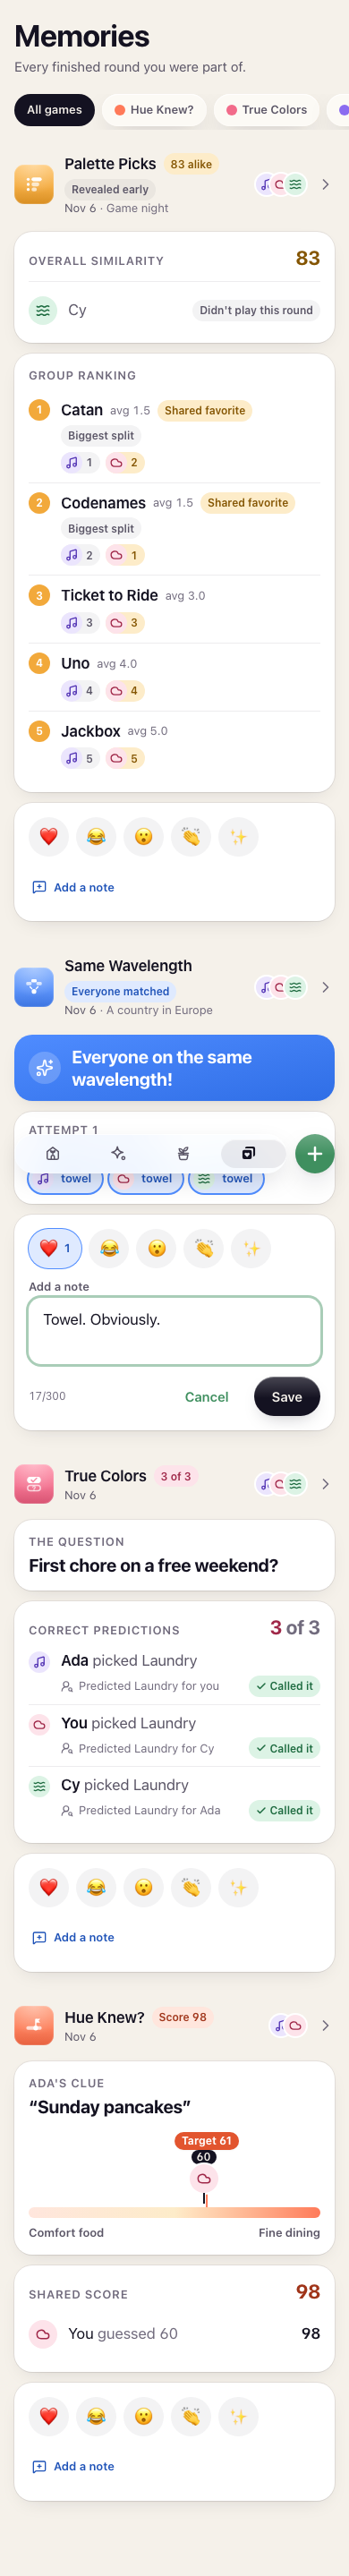 Memories
Every finished round you were part of.
All games
Hue Knew?
True Colors
Palette Picks
83 alike
Revealed early
Nov 6 · Game night
OVERALL SIMILARITY
83
Cy
Didn't play this round
GROUP RANKING
1
Catan
avg 1.5
Shared favorite
Biggest split
1
2
2
Codenames
avg 1.5
Shared favorite
Biggest split
2
1
3
Ticket to Ride
avg 3.0
3
3
4
Uno
avg 4.0
4
4
5
Jackbox
avg 5.0
5
5
Add a note
Same Wavelength
Everyone matched
Nov 6 · A country in Europe
Everyone on the same
wavelength!
ATTEMPT 1
towel
towel
towel
1
Add a note
Towel. Obviously.
17/300
Cancel
Save
True Colors
3 of 3
Nov 6
THE QUESTION
First chore on a free weekend?
CORRECT PREDICTIONS
3 of 3
Ada picked Laundry
Predicted Laundry for you
Called it
You picked Laundry
Predicted Laundry for Cy
Called it
Cy picked Laundry
Predicted Laundry for Ada
Called it
Add a note
Hue Knew?
Score 98
Nov 6
ADA'S CLUE
“Sunday pancakes”
Target 61
60
Comfort food
Fine dining
SHARED SCORE
98
You guessed 60
98
Add a note